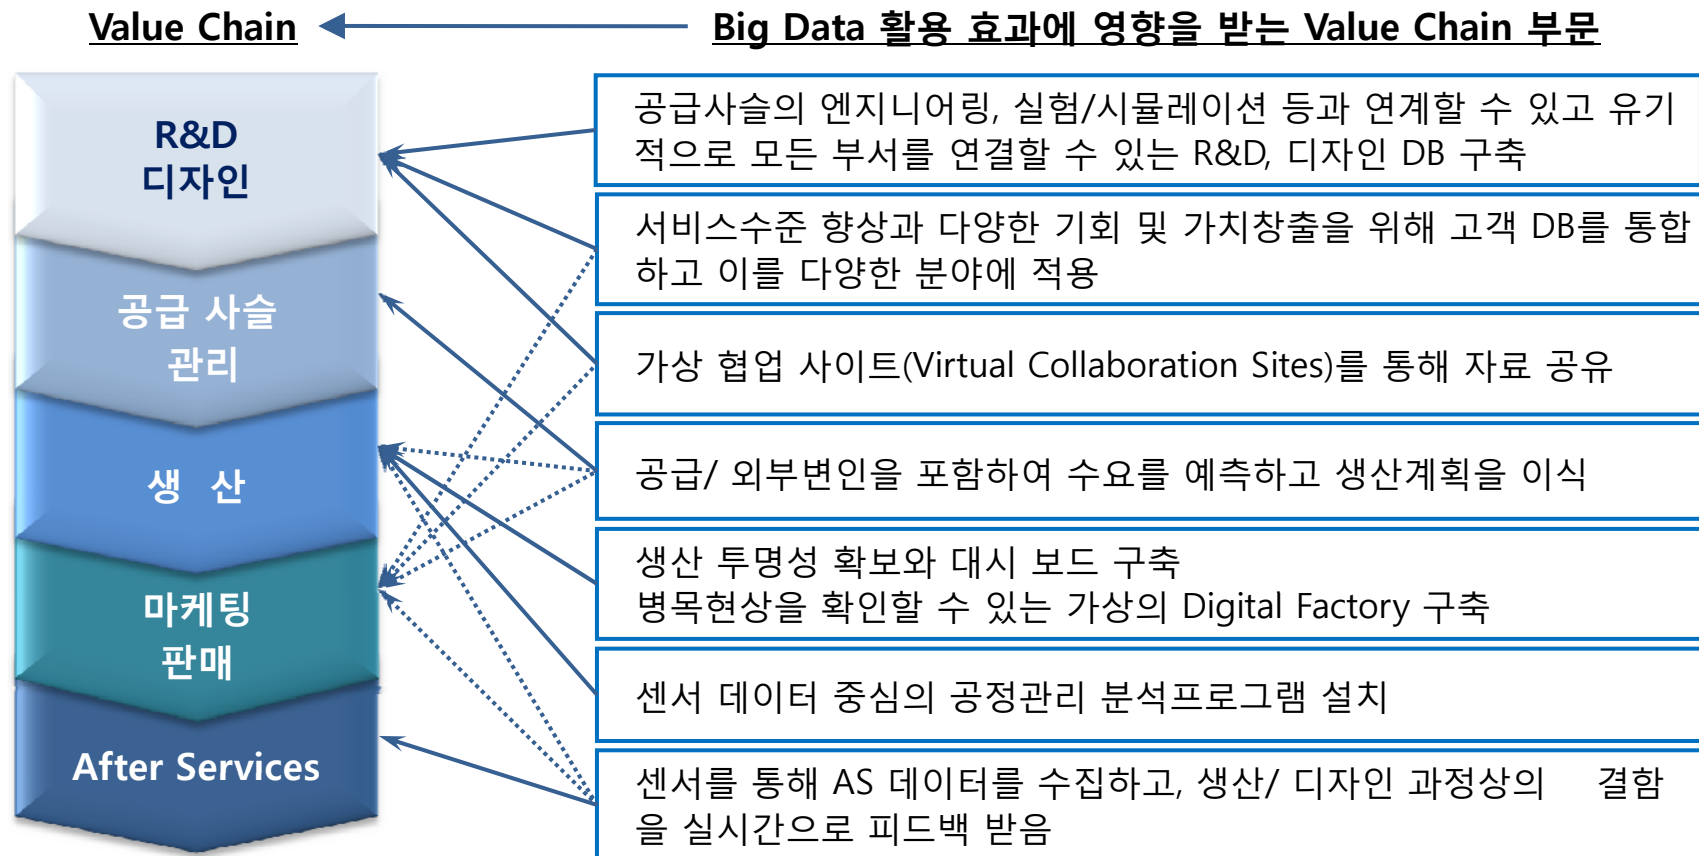 Value Chain
Big Data 활용 효과에 영향을 받는 Value Chain 부문
R&D
디자인
공급 사슬
관리
생 산
마케팅
판매
After Services
공급사슬의 엔지니어링, 실험/시뮬레이션 등과 연계할 수 있고 유기
적으로 모든 부서를 연결할 수 있는 R&D, 디자인 DB 구축
서비스수준 향상과 다양한 기회 및 가치창출을 위해 고객 DB를 통합
하고 이를 다양한 분야에 적용
가상 협업 사이트(Virtual Collaboration Sites)를 통해 자료 공유
공급/ 외부변인을 포함하여 수요를 예측하고 생산계획을 이식
생산 투명성 확보와 대시 보드 구축
병목현상을 확인할 수 있는 가상의 Digital Factory 구축
센서 데이터 중심의 공정관리 분석프로그램 설치
센서를 통해 AS 데이터를 수집하고, 생산/ 디자인 과정상의 결함
을 실시간으로 피드백 받음